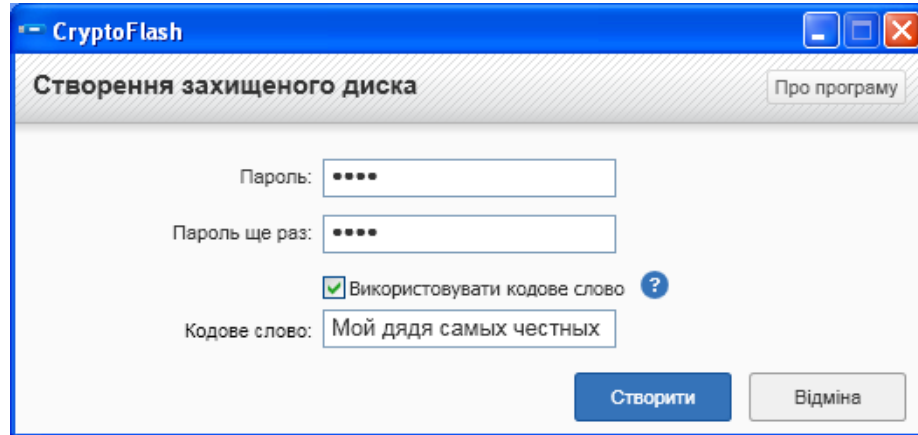 CryptoFlash
Створення захищеного диска
Про програму
Пароль: ••••
Пароль ще раз: ••••
Використовувати кодове слово ?
Кодове слово: Мой дядя самых честных
Створити
Відміна